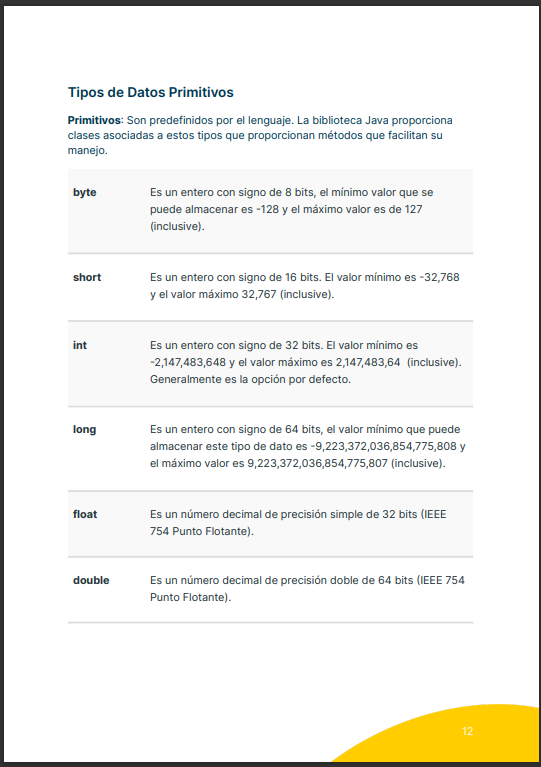 Tipos de Datos Primitivos
Primitivos: Son predefinidos por el lenguaje. La biblioteca Java proporciona
clases asociadas a estos tipos que proporcionan métodos que facilitan su
manejo.
byte
Es un entero con signo de 8 bits, el mínimo valor que se
puede almacenar es -128 y el máximo valor es de 127
(inclusive).
short
Es un entero con signo de 16 bits. El valor mínimo es -32,768
y el valor máximo 32,767 (inclusive).
int
Es un entero con signo de 32 bits. El valor mínimo es
-2,147,483,648 y el valor máximo es 2,147,483,64 (inclusive).
Generalmente es la opción por defecto.
long
Es un entero con signo de 64 bits, el valor mínimo que puede
almacenar este tipo de dato es -9,223,372,036,854,775,808 y
el máximo valor es 9,223,372,036,854,775,807 (inclusive).
float
Es un número decimal de precisión simple de 32 bits (IEEE
754 Punto Flotante).
double
Es un número decimal de precisión doble de 64 bits (IEEE 754
Punto Flotante).
12